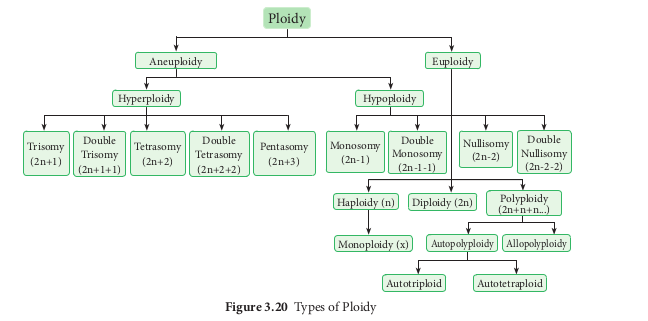 Ploidy
Aneuploidy
Euploidy
Hyperploidy
Hypoploidy
Trisomy
(2n+1)
Double
Trisomy
(2n+1+1)
Tetrasomy
(2n+2)
Double
Tetrasomy
(2n+2+2)
Pentasomy
(2n+3)
Monosomy
(2n-1)
Double
Monosomy
(2n-1-1)
Nullisomy
(2n-2)
Double
Nullisomy
(2n-2-2)
Haploidy (n)
Diploidy (2n)
Polyploidy
(2n+n+n...)
Monoploidy (x)
Autopolyploidy
Allopolyploidy
Autotriploid
Autotetraploid
Figure 3.20 Types of Ploidy